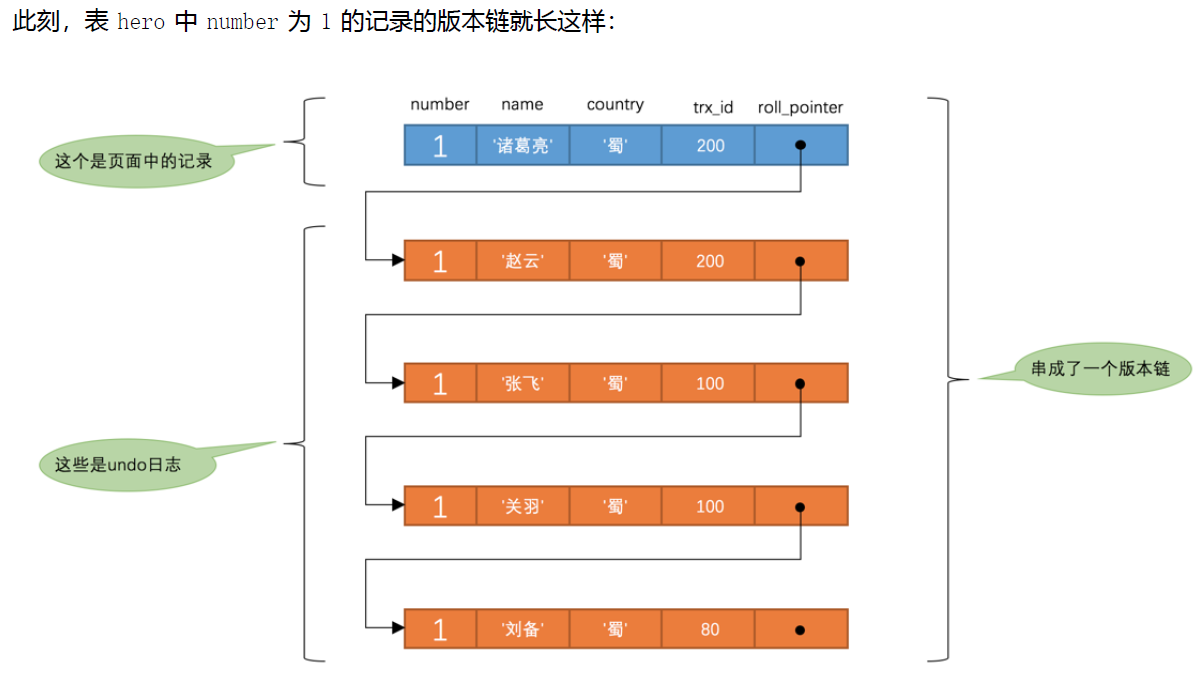 此刻，表 hero 中 number 为 1 的记录的版本链就长这样：
number name country trx_id roll_pointer
1 '诸葛亮' '蜀' 200
这个是页面中的记录
1 '赵云' '蜀' 200
1 '张飞' '蜀' 100
串成了一个版本链
这些是undo日志
1 '关羽' '蜀' 100
1 '刘备' '蜀' 80